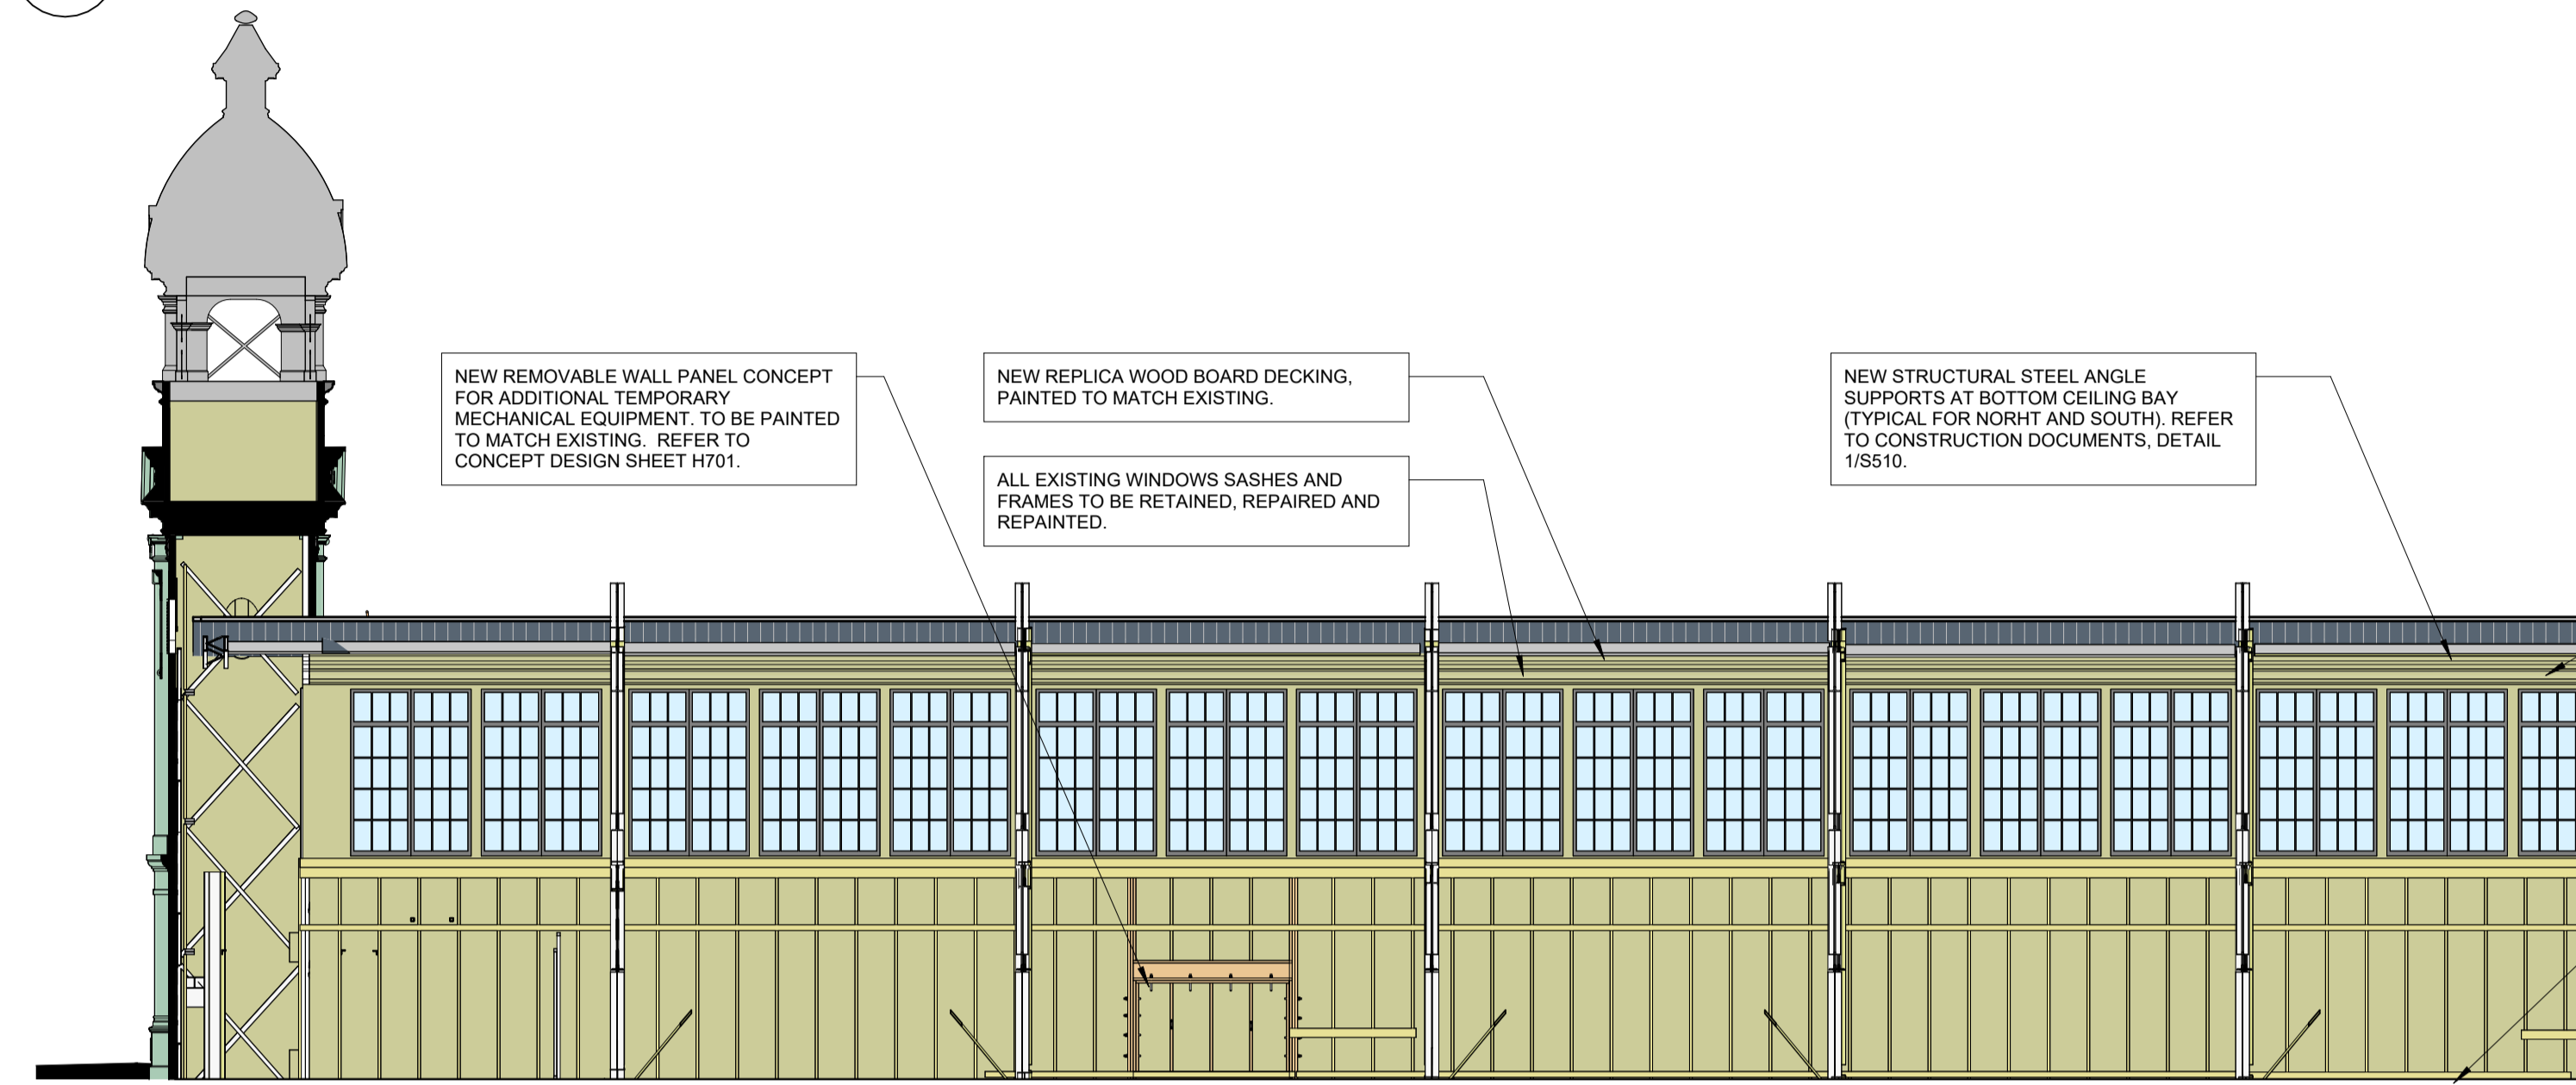 NEW REMOVABLE WALL PANEL CONCEPT
FOR ADDITIONAL TEMPORARY
MECHANICAL EQUIPMENT. TO BE PAINTED
TO MATCH EXISTING. REFER TO
CONCEPT DESIGN SHEET H701.
NEW REPLICA WOOD BOARD DECKING,
PAINTED TO MATCH EXISTING.
ALL EXISTING WINDOWS SASHES AND
FRAMES TO BE RETAINED, REPAIRED AND
REPAINTED.
NEW STRUCTURAL STEEL ANGLE
SUPPORTS AT BOTTOM CEILING BAY
(TYPICAL FOR NORHT AND SOUTH). REFER
TO CONSTRUCTION DOCUMENTS, DETAIL
1/S510.